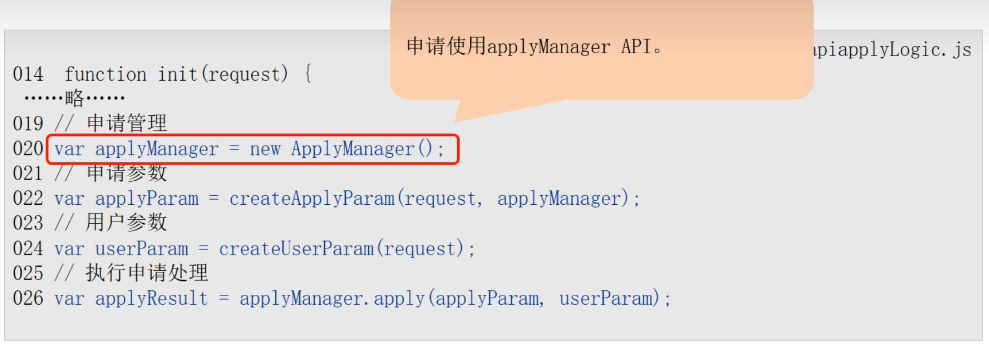 申请使用applyManager API。
apiapplyLogic.js
014 function init(request) {
……略……
019 // 申请管理
020 var applyManager = new ApplyManager();
021 // 申请参数
022 var applyParam = createApplyParam(request, applyManager);
023 // 用户参数
024 var userParam = createUserParam(request);
025 // 执行申请处理
026 var applyResult = applyManager.apply(applyParam, userParam);